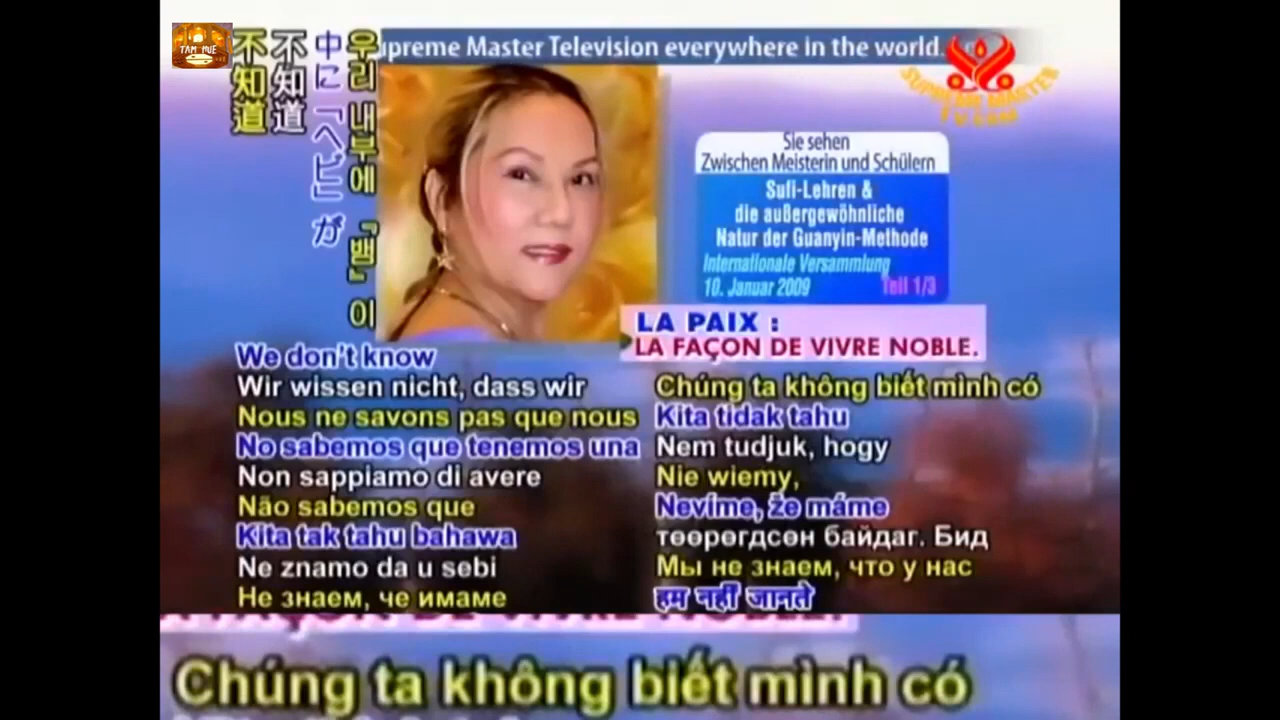 TAM HUE
不知道
不知道
中に「ヘビ」が
우리 내부에 『뱀』이
upreme Master Television everywhere in the world.
SUPREME MASTER
Sie sehen
Zwischen Meisterin und Schülern
Sufi-Lehren &
die außergewöhnliche
Natur der Guanyin-Methode
Internationale Versammlung
10. Januar 2009 Teil 1/3
LA PAIX :
LA FAÇON DE VIVRE NOBLE.
We don't know
Wir wissen nicht, dass wir
Nous ne savons pas que nous
No sabemos que tenemos una
Non sappiamo di avere
Não sabemos que
Kita tak tahu bahawa
Ne znamo da u sebi
Не знаем, че имаме
Chúng ta không biết mình có
Kita tidak tahu
Nem tudjuk, hogy
Nie wiemy,
Nevíme, že máme
төөрөгдсөн байдаг. Бид
Мы не знаем, что у нас
हम नहीं जानते
Chúng ta không biết mình có